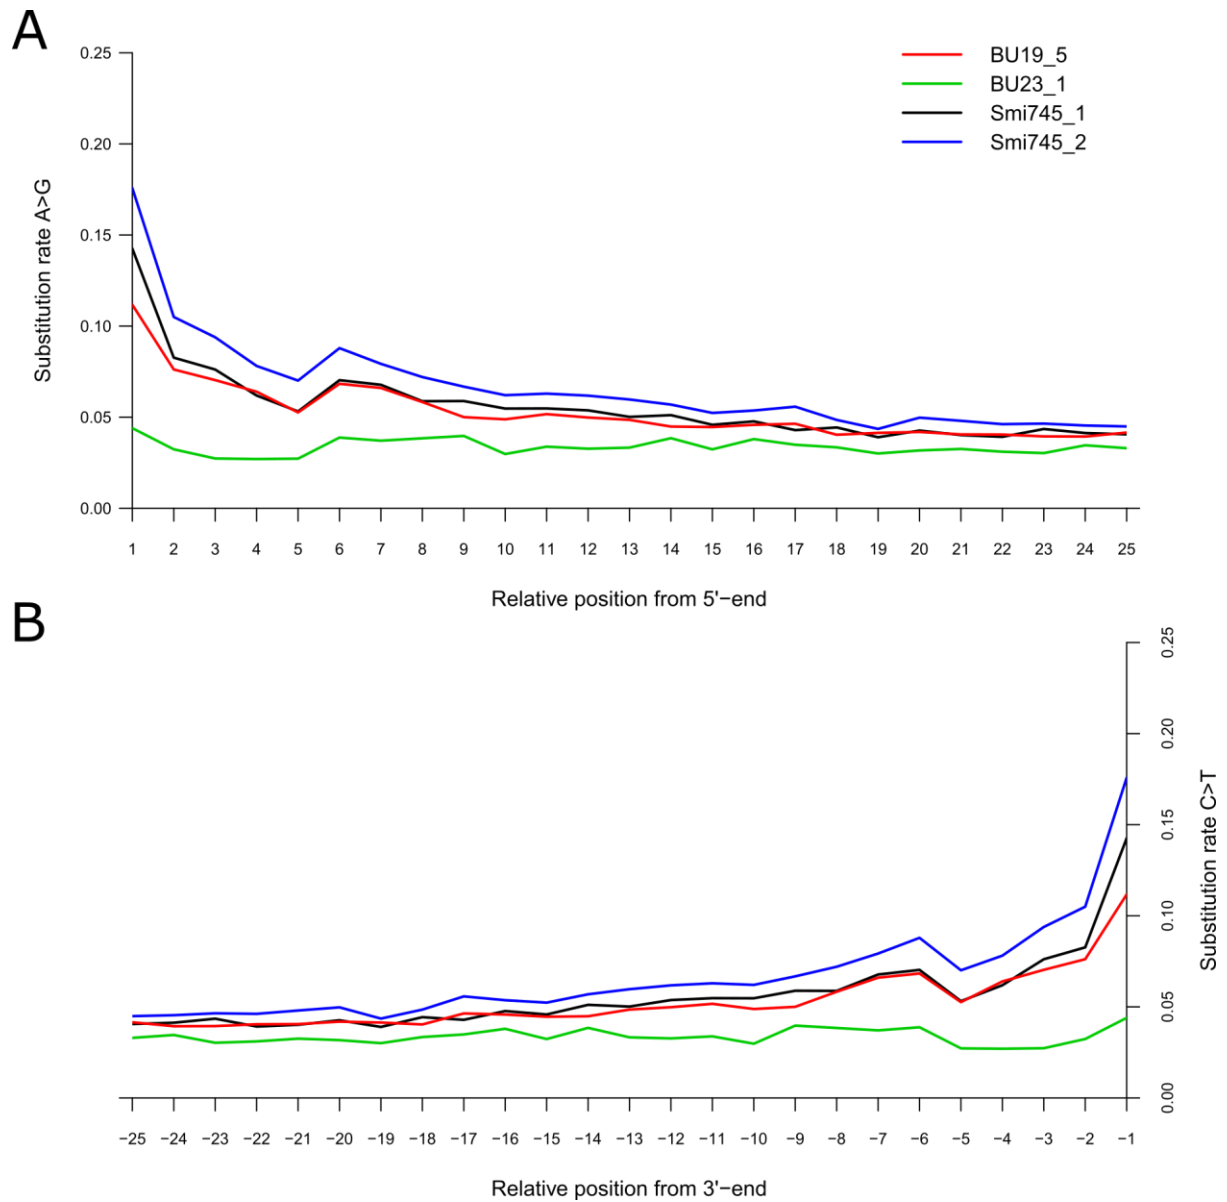 A
0.25
0.20
0.15
0.10
0.05
0.00
Substitution rate A>G
BU19_5
BU23_1
Smi745_1
Smi745_2
1 2 3 4 5 6 7 8 9 10 11 12 13 14 15 16 17 18 19 20 21 22 23 24 25
Relative position from 5'−end
B
0.25
0.20
0.15
0.10
0.05
0.00
Substitution rate C>T
−25 −24 −23 −22 −21 −20 −19 −18 −17 −16 −15 −14 −13 −12 −11 −10 −9 −8 −7 −6 −5 −4 −3 −2 −1
Relative position from 3'−end